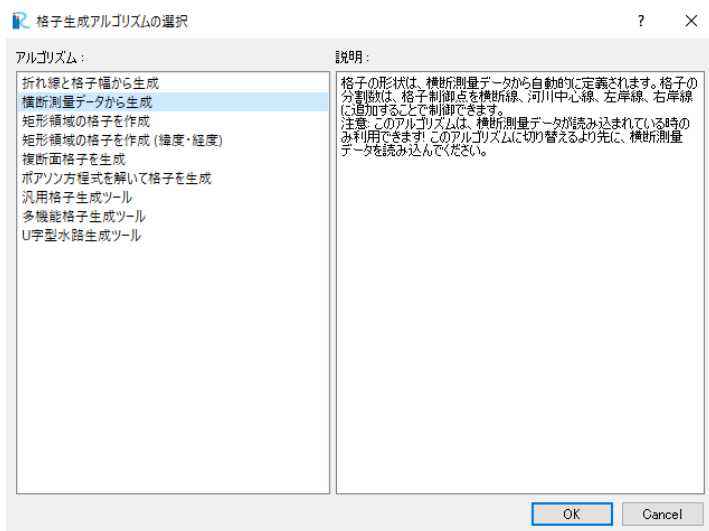 格子生成アルゴリズムの選択
? ×
アルゴリズム:
折れ線と格子幅から生成
横断測量データから生成
矩形領域の格子を作成
矩形領域の格子を作成 (緯度・経度)
複断面格子を生成
ポアソン方程式を解いて格子を生成
汎用格子生成ツール
多機能格子生成ツール
U字型水路生成ツール
説明:
格子の形状は、横断測量データから自動的に定義されます。格子の
分割数は、格子制御点を横断線、河川中心線、左岸線、右岸線
に追加することで制御できます。
注意: このアルゴリズムは、横断測量データが読み込まれている時の
み利用できます! このアルゴリズムに切り替えるより先に、横断測量
データを読み込んでください。
OK
Cancel